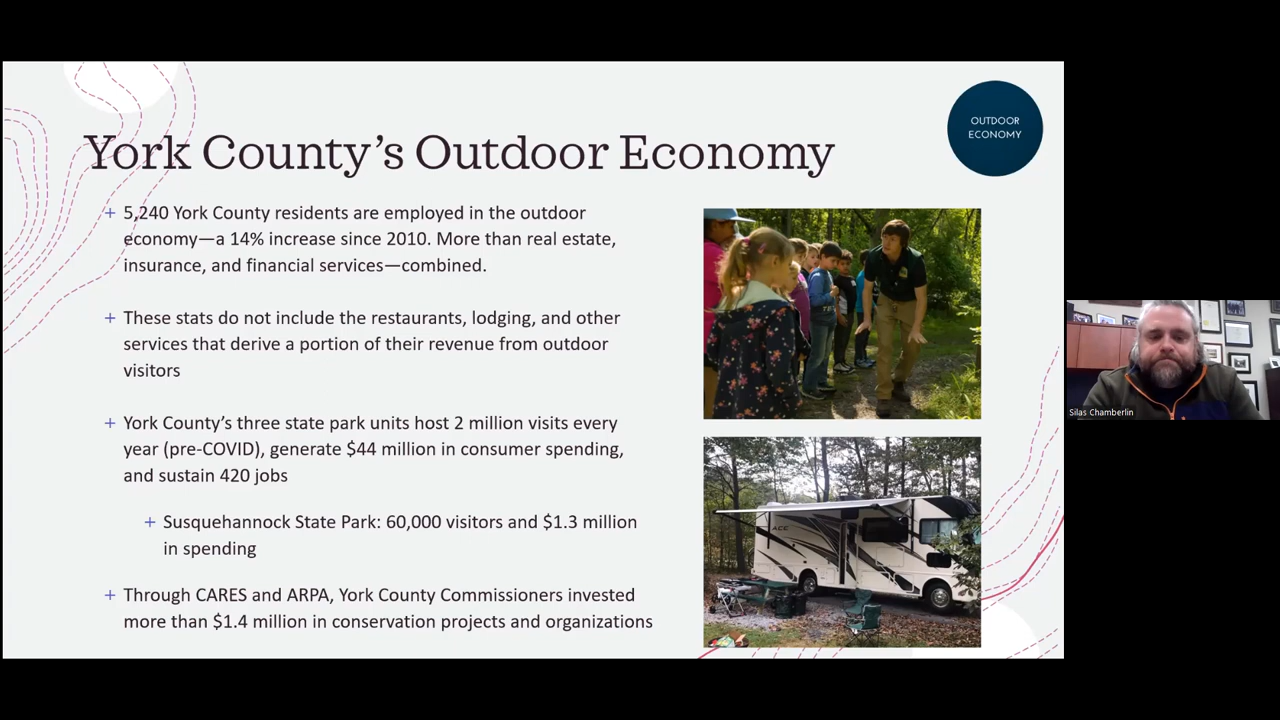 York County’s Outdoor Economy
OUTDOOR
ECONOMY
+ 5,240 York County residents are employed in the outdoor
economy—a 14% increase since 2010. More than real estate,
insurance, and financial services—combined.
+ These stats do not include the restaurants, lodging, and other
services that derive a portion of their revenue from outdoor
visitors
+ York County’s three state park units host 2 million visits every
year (pre-COVID), generate $44 million in consumer spending,
and sustain 420 jobs
+ Susquehannock State Park: 60,000 visitors and $1.3 million
in spending
+ Through CARES and ARPA, York County Commissioners invested
more than $1.4 million in conservation projects and organizations
ACE
Silas Chamberlin